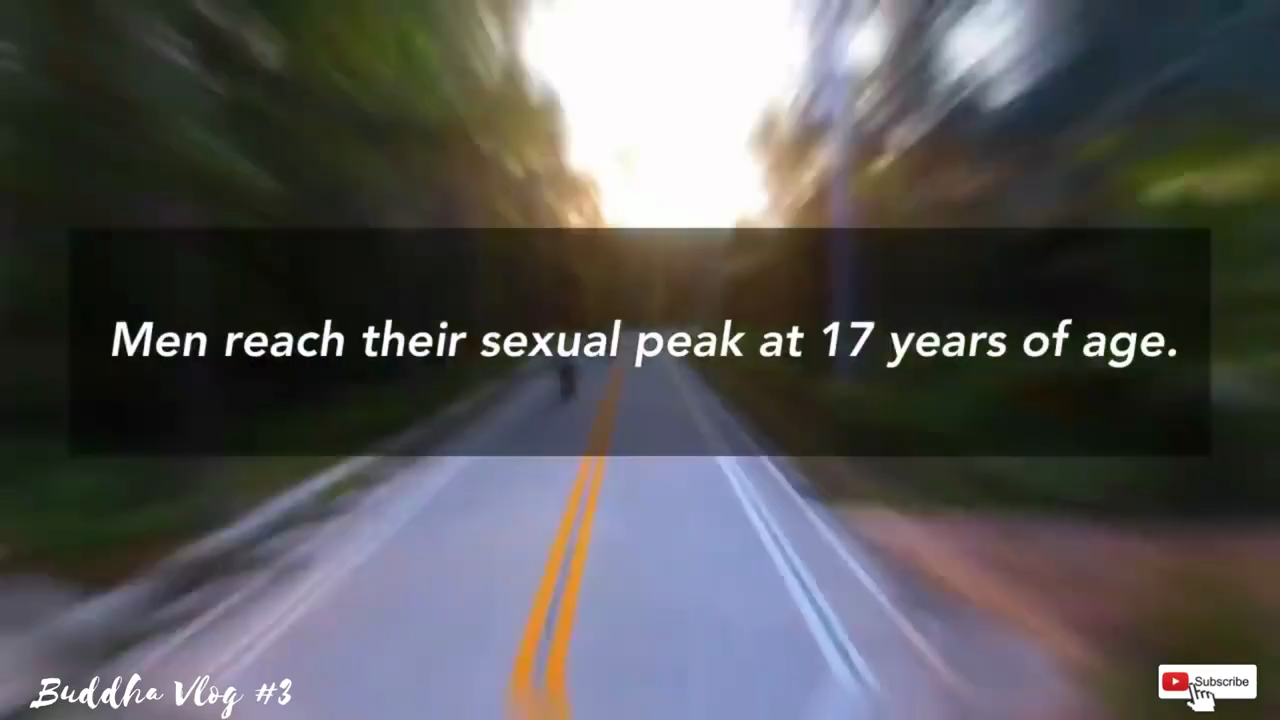 Men reach their sexual peak at 17 years of age.
Buddha Vlog #3
Subscribe